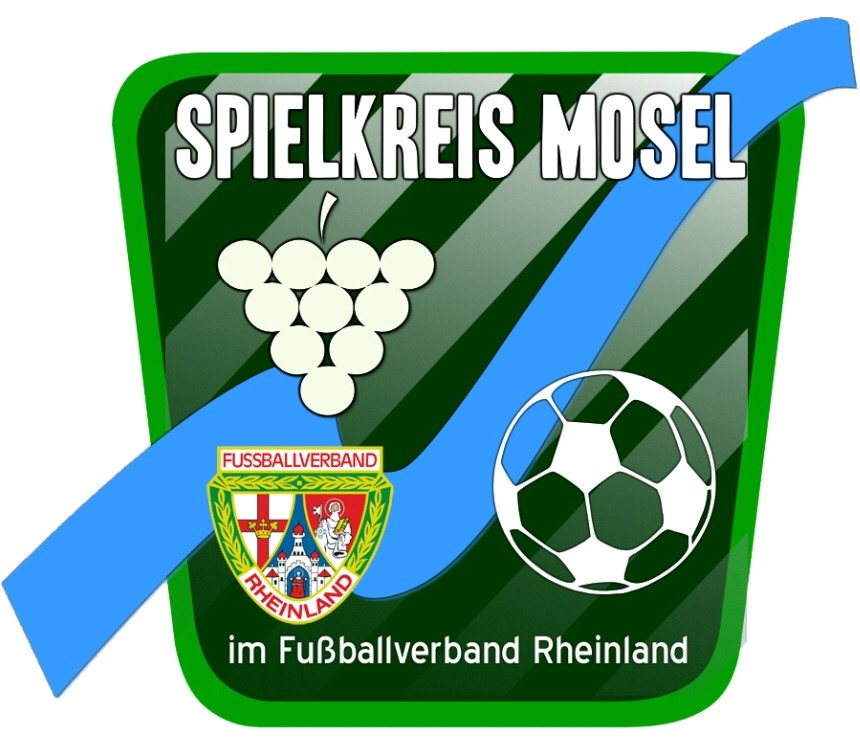 SPIELKREIS MOSEL
FUSSBALLVERBAND
RHEINLAND
im Fußballverband Rheinland